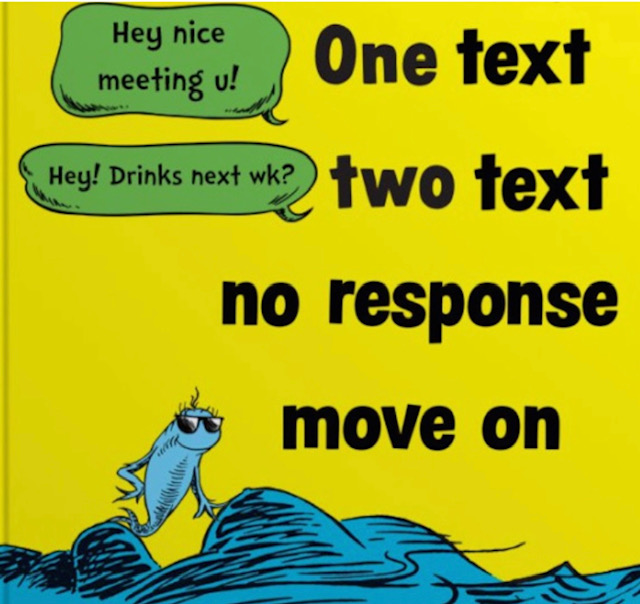 Hey nice
meeting u!
One text
Hey! Drinks next wk?
two text
no response
move on